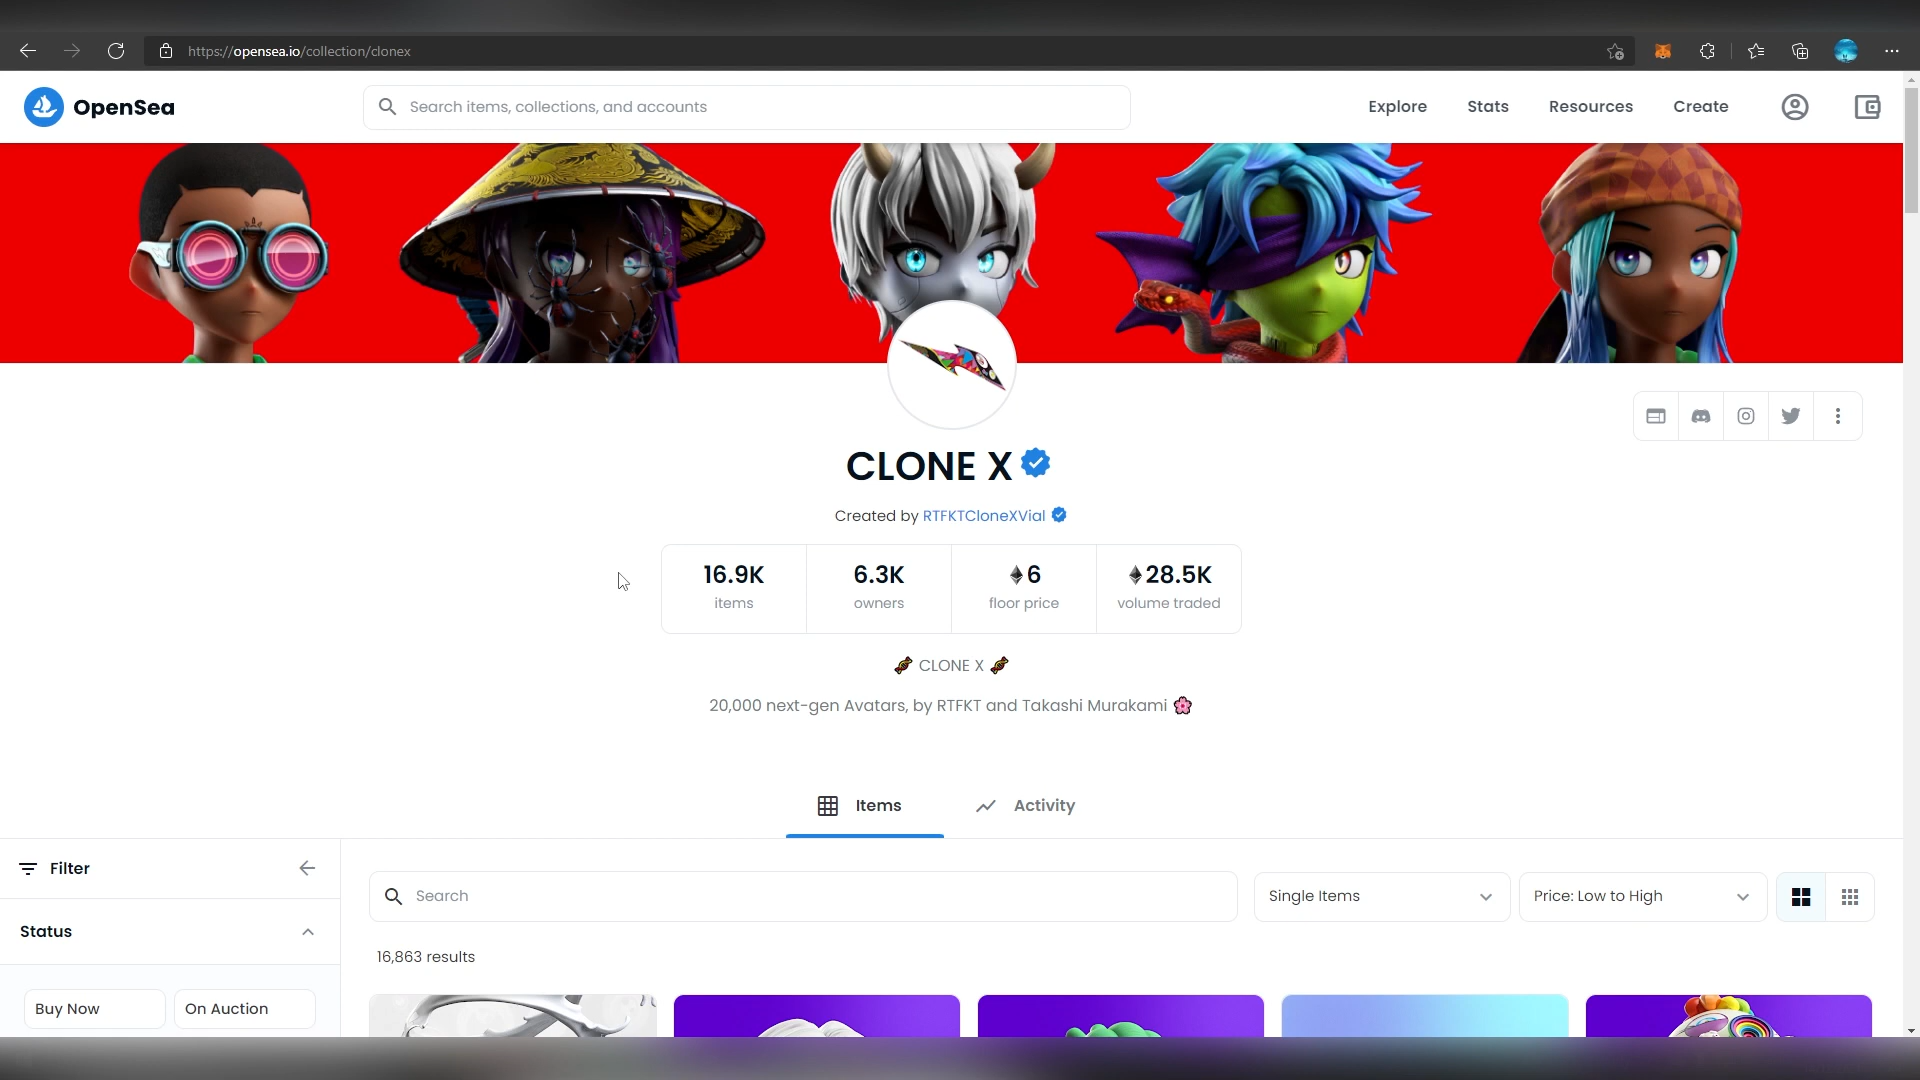 https://opensea.io/collection/clonex
OpenSea
Search items, collections, and accounts
Explore
Stats
Resources
Create
CLONE X
Created by RTFKTCloneXVial
16.9K
6.3K
6
28.5K
items
owners
floor price
volume traded
CLONE X
20,000 next-gen Avatars, by RTFKT and Takashi Murakami
Items
Activity
Filter
Search
Single Items
Price: Low to High
Status
16,863 results
Buy Now
On Auction